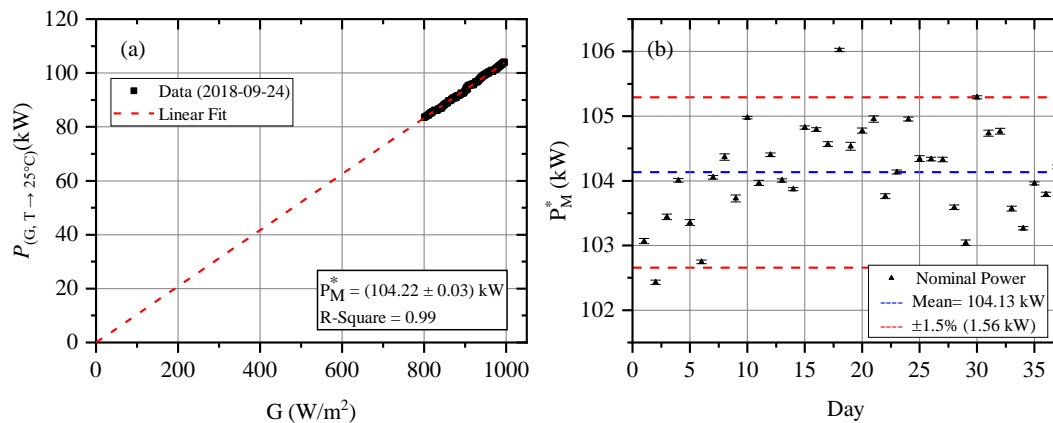 (a)
Data (2018-09-24)
Linear Fit
P*M = (104.22 ± 0.03) kW
R-Square = 0.99
P(G, T → 25°C)(kW)
120
100
80
60
40
20
0
0 200 400 600 800 1000
G (W/m²)
(b)
Nominal Power
Mean= 104.13 kW
±1.5% (1.56 kW)
P*M (kW)
106
105
104
103
102
0 5 10 15 20 25 30 35
Day